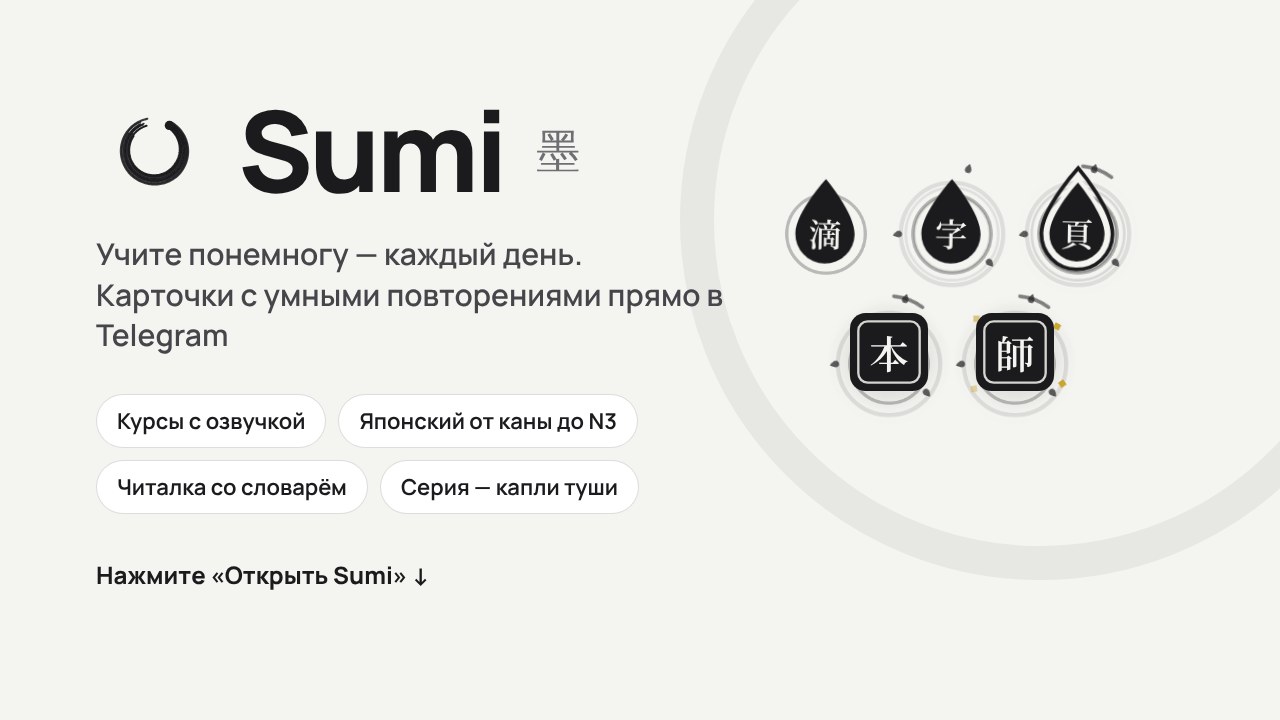 Sumi 墨
Учите понемногу — каждый день.
Карточки с умными повторениями прямо в
Telegram
Курсы с озвучкой
Японский от каны до N3
Читалка со словарём
Серия — капли туши
Нажмите «Открыть Sumi» ↓
滴 字 頁
本 師